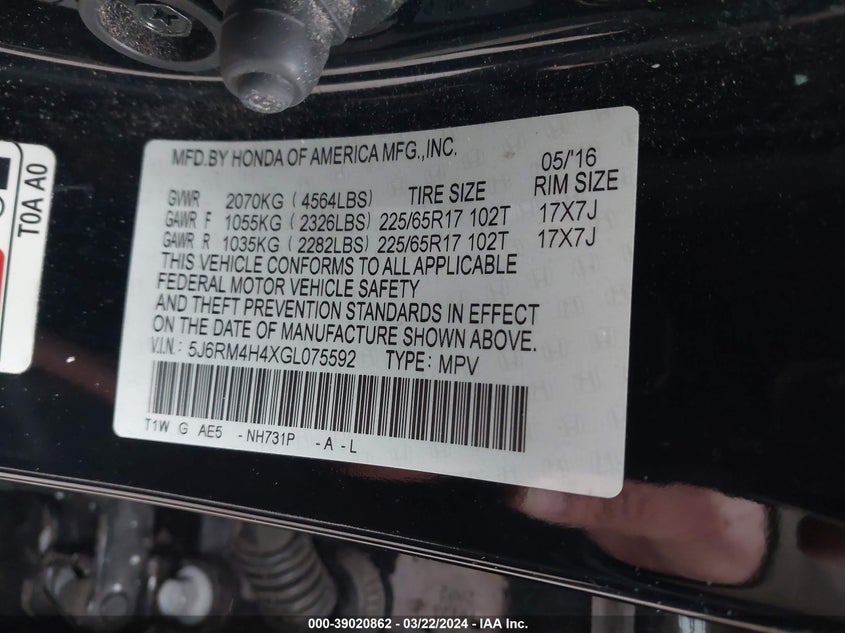 MFD.BY HONDA OF AMERICA MFG.,INC. 05/'16
GVWR 2070KG ( 4564LBS) TIRE SIZE RIM SIZE
GAWR F 1055KG ( 2326LBS) 225/65R17 102T 17X7J
GAWR R 1035KG ( 2282LBS) 225/65R17 102T 17X7J
THIS VEHICLE CONFORMS TO ALL APPLICABLE
FEDERAL MOTOR VEHICLE SAFETY
AND THEFT PREVENTION STANDARDS IN EFFECT
ON THE DATE OF MANUFACTURE SHOWN ABOVE.
V.I.N.: 5J6RM4H4XGL075592 TYPE: MPV
T1W G AE5 -NH731P -A-L
T0A A0
000-39020862 - 03/22/2024 - IAA Inc.